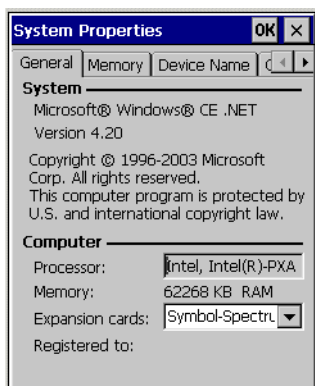 System Properties OK ×
General Memory Device Name
System
Microsoft® Windows® CE .NET
Version 4.20
Copyright © 1996-2003 Microsoft
Corp. All rights reserved.
This computer program is protected by
U.S. and international copyright law.
Computer
Processor: Intel, Intel(R)-PXA
Memory: 62268 KB RAM
Expansion cards: Symbol-Spectru
Registered to: